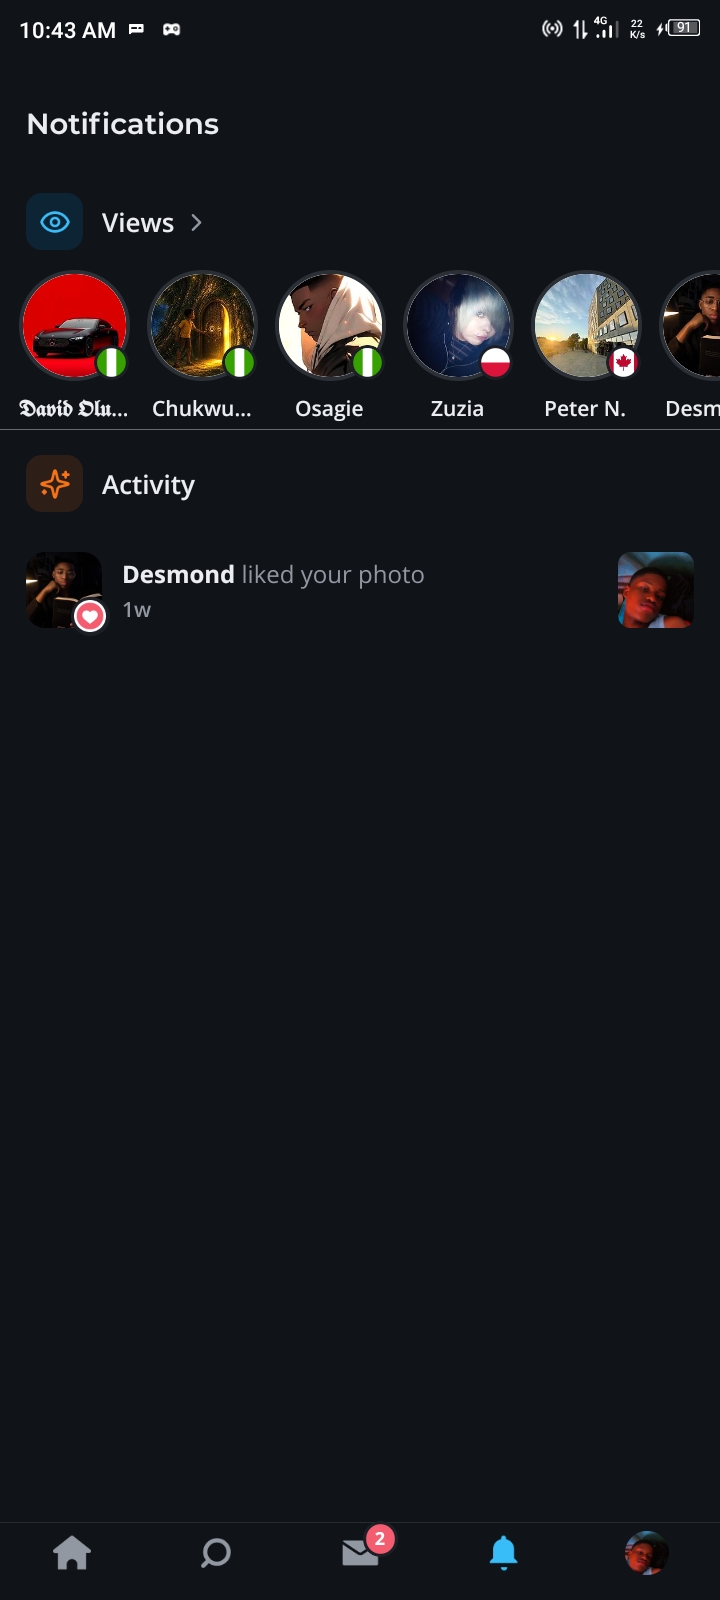 10:43 AM
4G
22
K/s
91
Notifications
Views
𝕯𝖆𝖛𝖎𝖉 𝕺𝖑𝖚...
Chukwu...
Osagie
Zuzia
Peter N.
Desm
Activity
Desmond liked your photo
1w
2